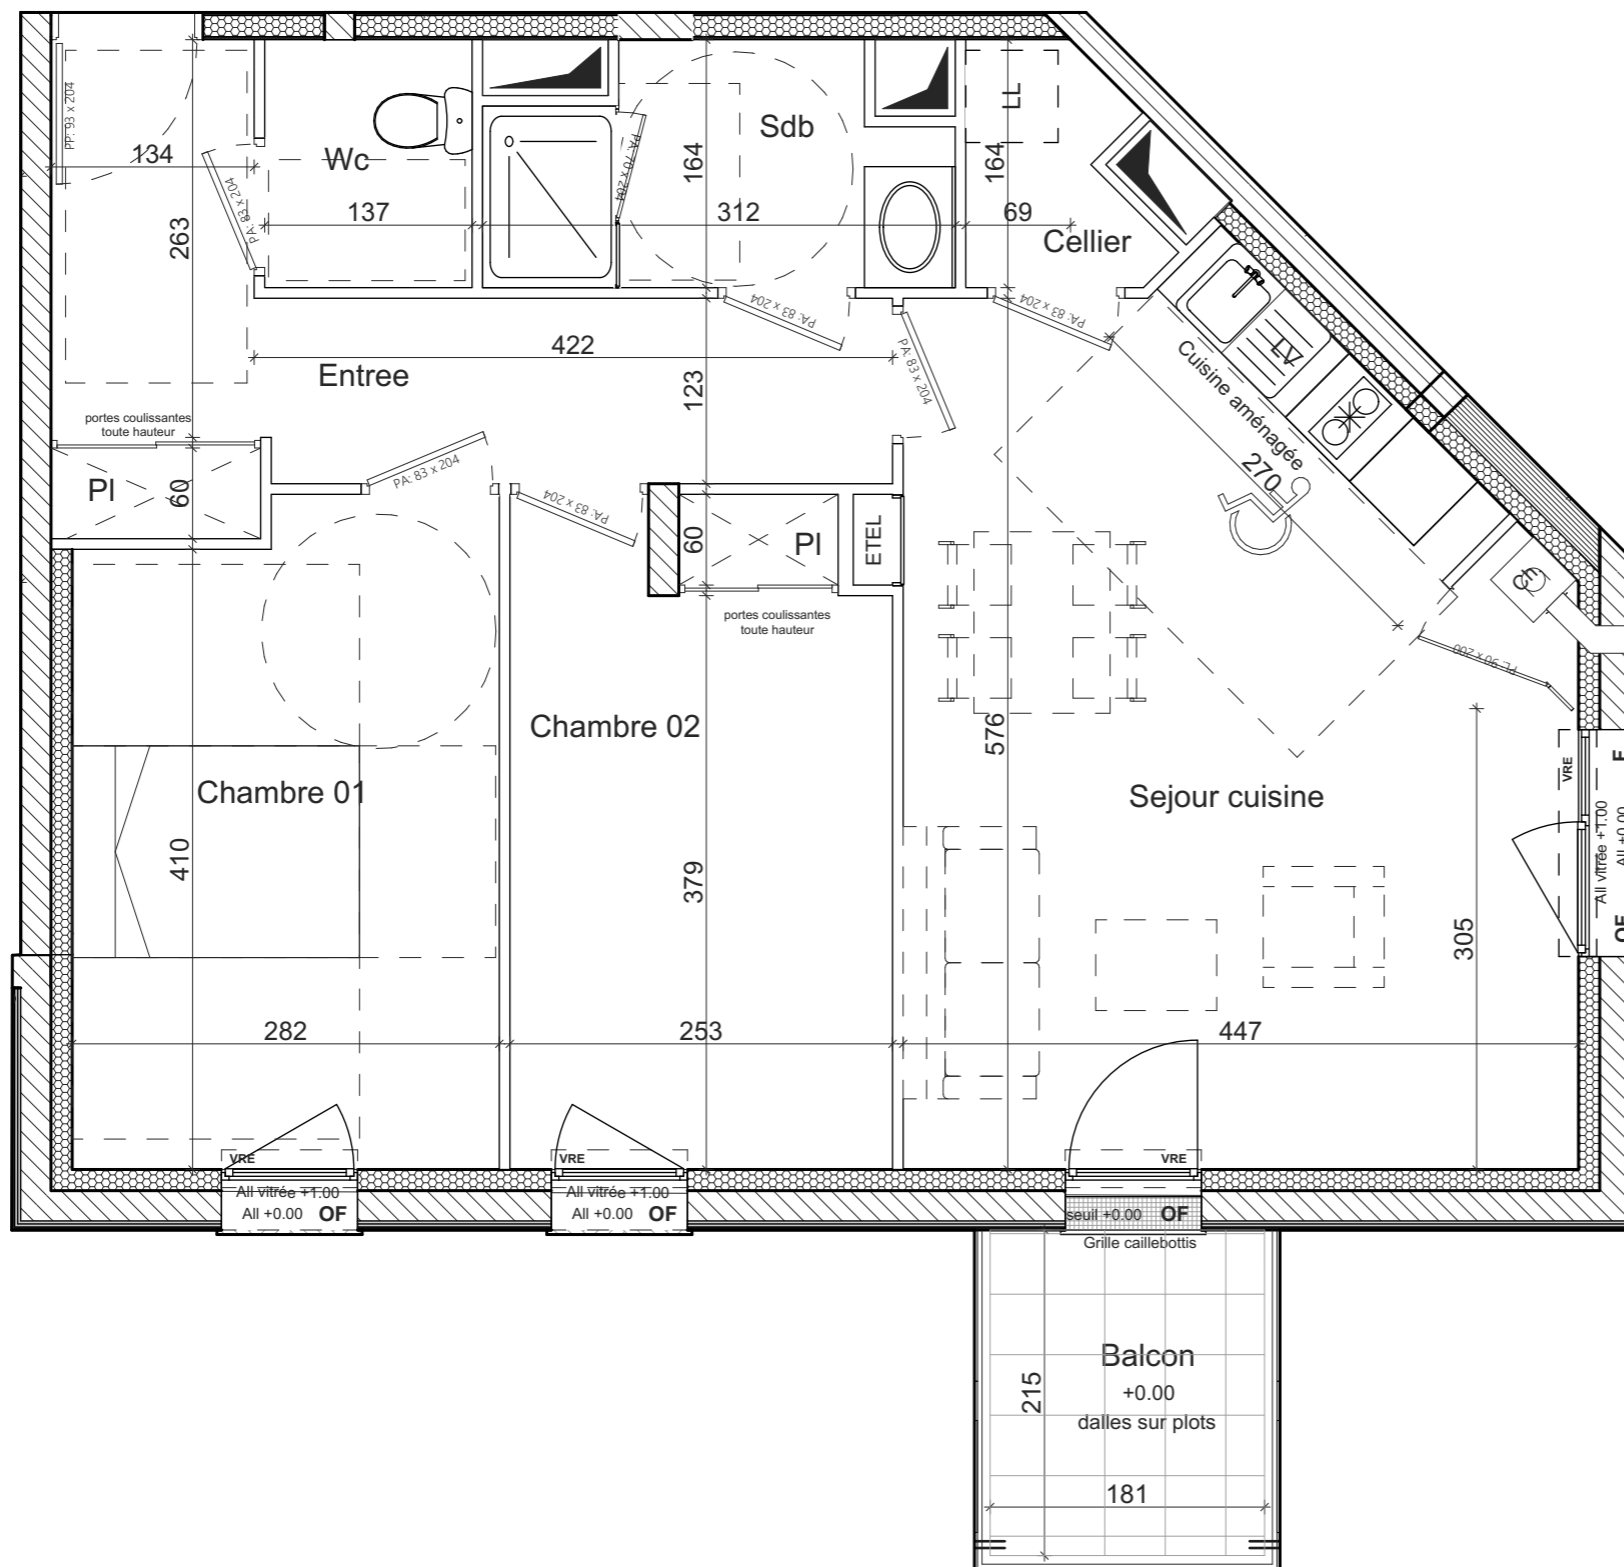 PP: 93 x 204
134
263
PA: 83 x 204
Wc
137
PA: 70 x 204
Sdb
164
312
LL
164
69
Cellier
PA: 83 x 204
PA: 83 x 204
422
Entree
123
PA: 83 x 204
Cuisine aménagée
LV
270
portes coulissantes
toute hauteur
Pl
60
PA: 83 x 204
PA: 83 x 204
60
Pl
ETEL
portes coulissantes
toute hauteur
PL: 90 x 200
Chambre 01
410
Chambre 02
379
576
Sejour cuisine
305
VRE
All vitrée +1.00
All +0.00
F
OF
282
253
447
VRE
All vitrée +1.00
All +0.00 OF
VRE
All vitrée +1.00
All +0.00 OF
VRE
seuil +0.00 OF
Grille caillebottis
Balcon
+0.00
dalles sur plots
215
181